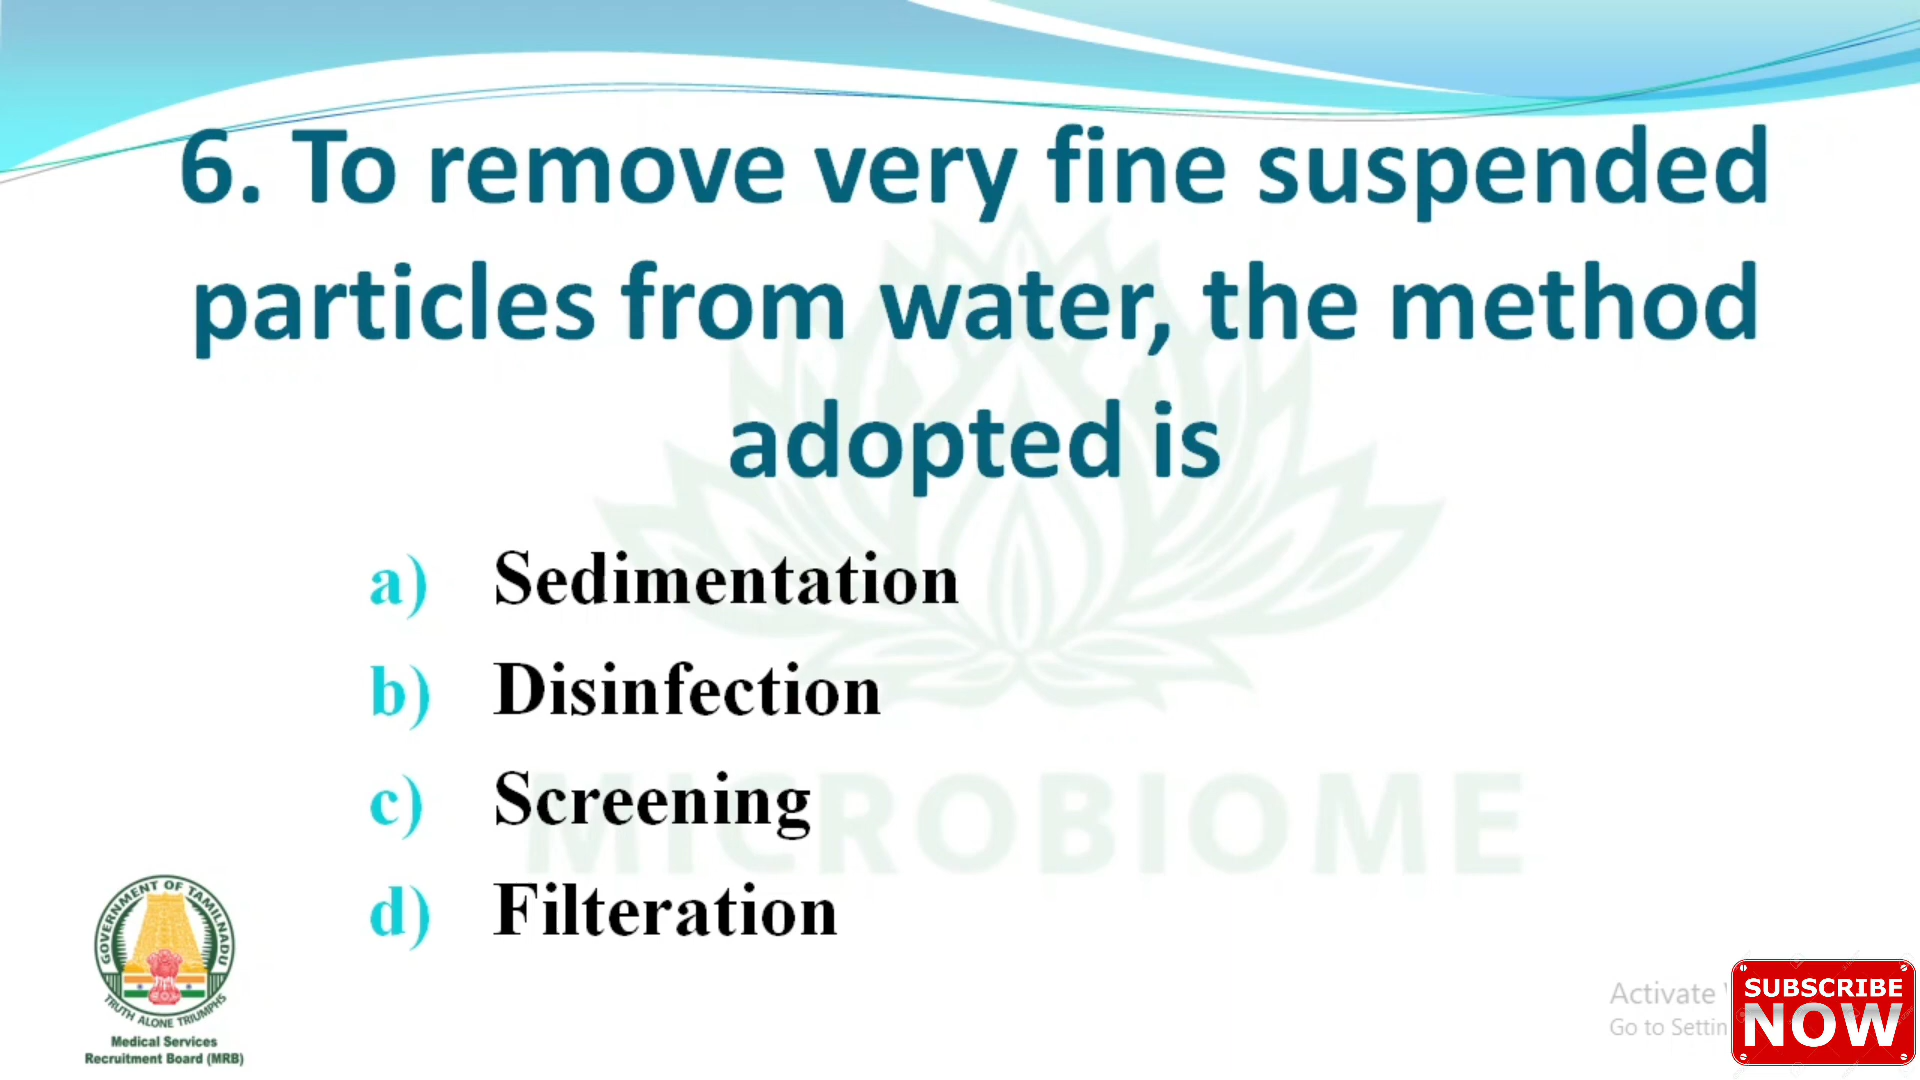 6. To remove very fine suspended
particles from water, the method
adopted is
a) Sedimentation
b) Disinfection
c) Screening
d) Filteration
MICROBIOME
GOVERNMENT OF TAMILNADU
TRUTH ALONE TRIUMPHS
Medical Services
Recruitment Board (MRB)
Activate
Go to Settin
SUBSCRIBE
NOW